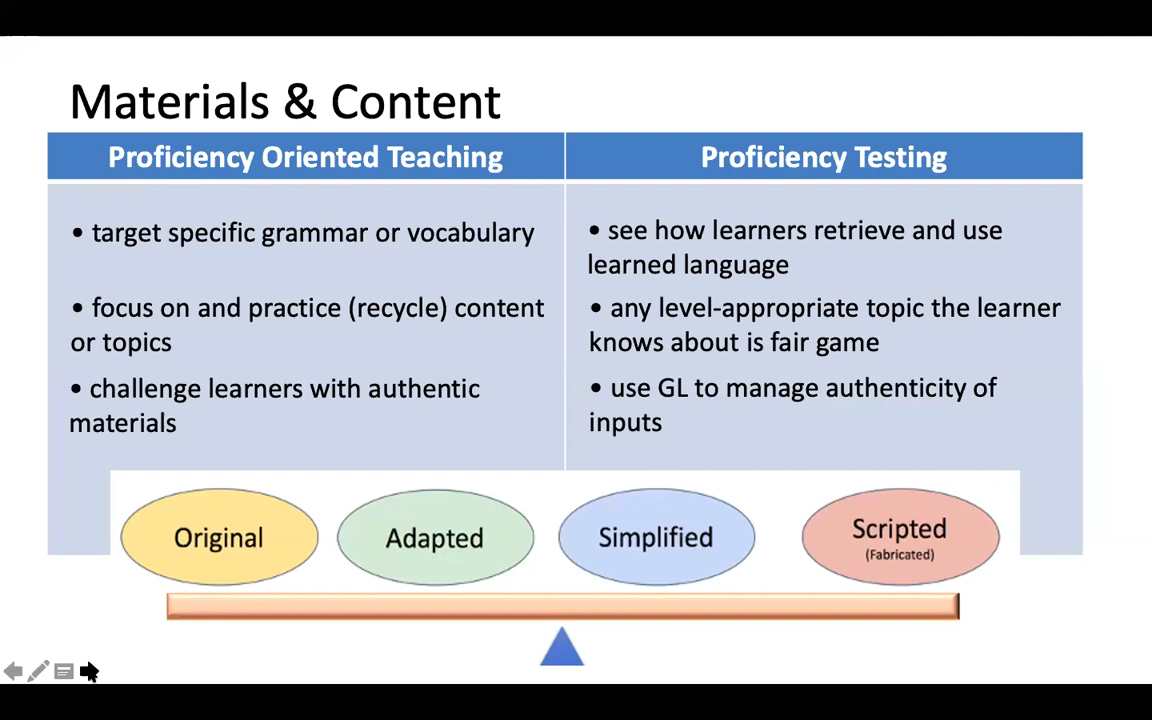 Materials & Content
Proficiency Oriented Teaching
Proficiency Testing
• target specific grammar or vocabulary
• see how learners retrieve and use
learned language
• focus on and practice (recycle) content
or topics
• any level-appropriate topic the learner
knows about is fair game
• challenge learners with authentic
materials
• use GL to manage authenticity of
inputs
Original
Adapted
Simplified
Scripted
(Fabricated)